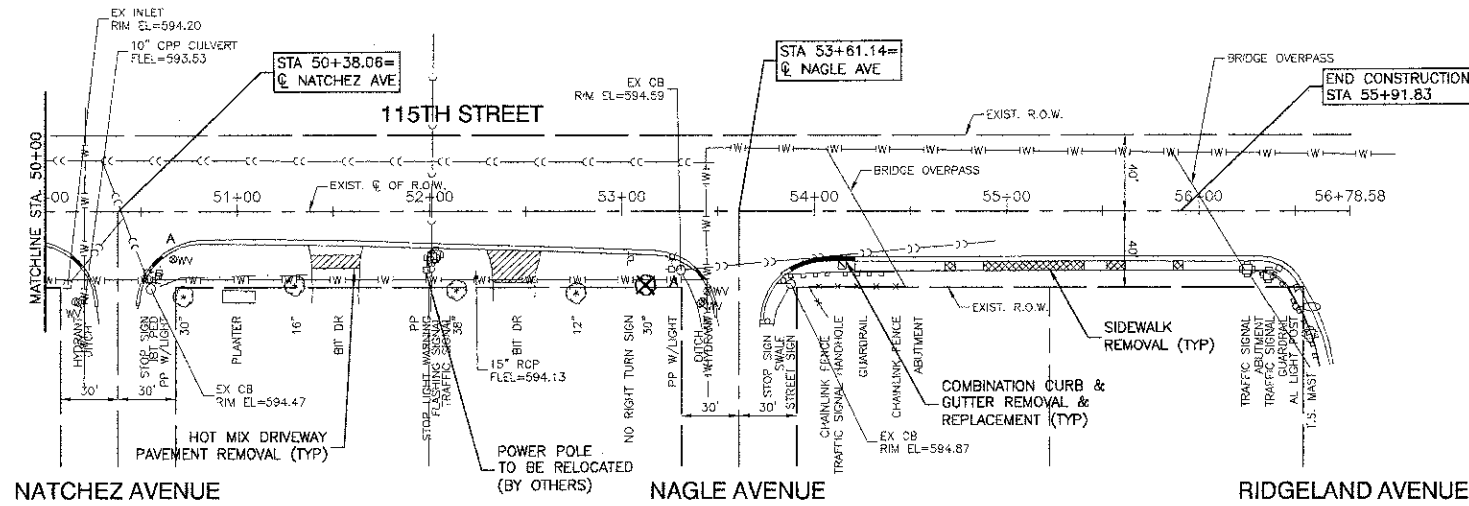 EX INLET
RIM EL=594.20
10" CPP CULVERT
FLEL=593.53
STA 50+38.06=
℄ NATCHEZ AVE
115TH STREET
EX CB
RIM EL=594.59
STA 53+61.14=
℄ NAGLE AVE
BRIDGE OVERPASS
END CONSTRUCTION
STA 55+91.83
EXIST. R.O.W.
EXIST. ℄ OF R.O.W.
BRIDGE OVERPASS
MATCHLINE STA. 50+00
00
51+00
52+00
53+00
54+00
55+00
56+00
56+78.58
40'
40'
A
WV
A
WV
WV
EXIST. R.O.W.
HYDRANT
DITCH
STOP SIGN
PED
PP W/LIGHT
30"
PLANTER
16"
BIT DR
PP
STOP LIGHT WARNING
FLASHING SIGNAL
TRAFFIC SIGNAL
38"
BIT DR
12"
NO RIGHT TURN SIGN
30"
PP W/LIGHT
DITCH
HYDRANT
STOP SIGN
SWALE
STREET SIGN
CHAINLINK FENCE
TRAFFIC SIGNAL HANDHOLE
GUARDRAIL
CHAINLINK FENCE
ABUTMENT
TRAFFIC SIGNAL
ABUTMENT
TRAFFIC SIGNAL
GUARDRAIL
AL LIGHT POST
T.S. MAST
15" RCP
FLEL=594.13
SIDEWALK
REMOVAL (TYP)
30'
30'
30'
30'
EX CB
RIM EL=594.47
COMBINATION CURB &
GUTTER REMOVAL &
REPLACEMENT (TYP)
HOT MIX DRIVEWAY
PAVEMENT REMOVAL (TYP)
POWER POLE
TO BE RELOCATED
(BY OTHERS)
EX CB
RIM EL=594.87
NATCHEZ AVENUE
NAGLE AVENUE
RIDGELAND AVENUE